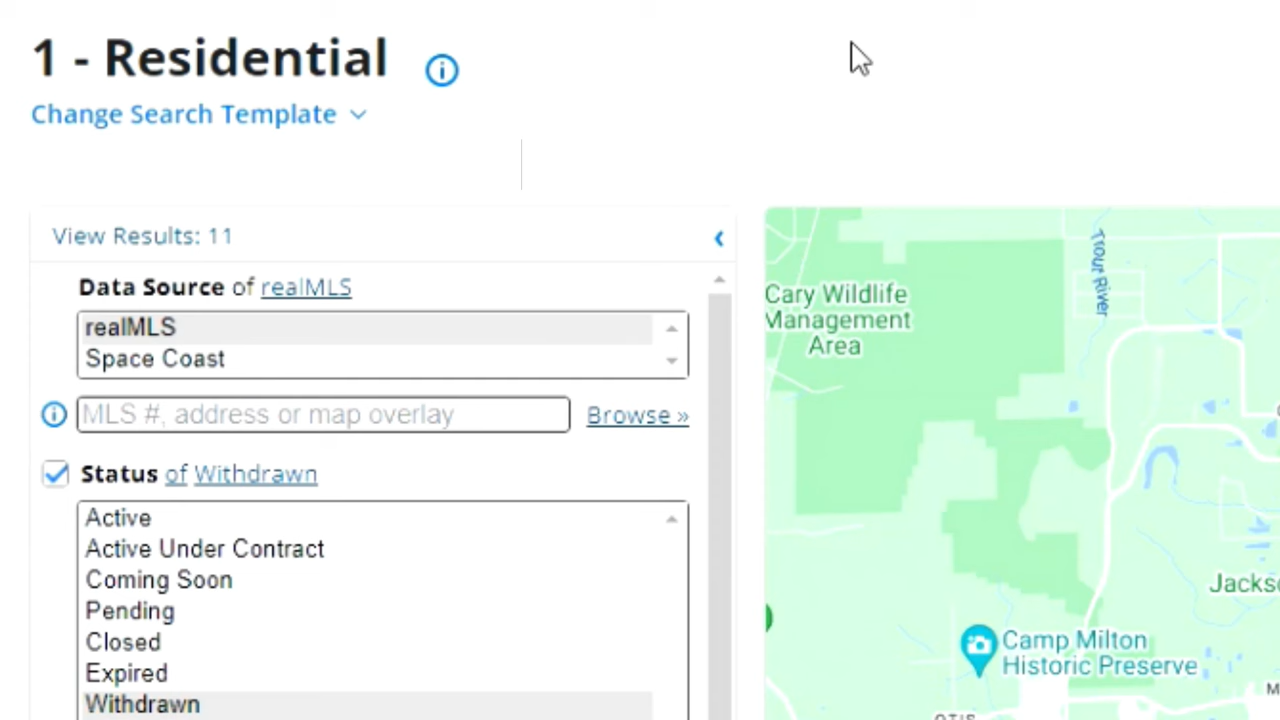 1 - Residential
Change Search Template
View Results: 11
Data Source of realMLS
realMLS
Space Coast
MLS #, address or map overlay
Browse »
Status of Withdrawn
Active
Active Under Contract
Coming Soon
Pending
Closed
Expired
Withdrawn
Trout River
Cary Wildlife
Management
Area
Camp Milton
Historic Preserve